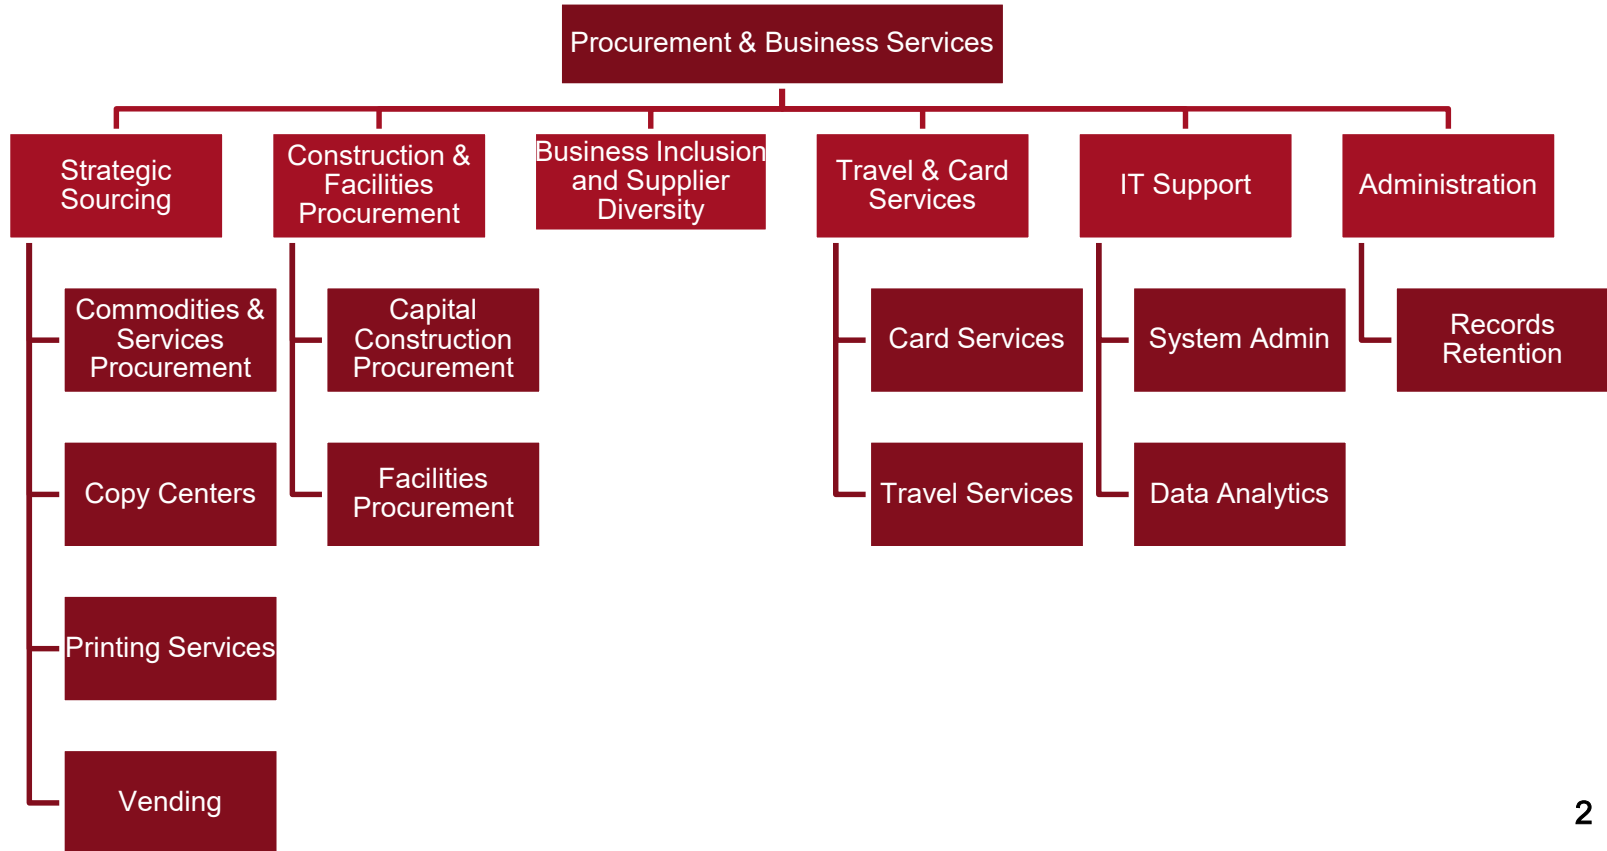 Procurement & Business Services
Strategic
Sourcing
Construction &
Facilities
Procurement
Business Inclusion
and Supplier
Diversity
Travel & Card
Services
IT Support
Administration
Commodities &
Services
Procurement
Capital
Construction
Procurement
Card Services
System Admin
Records
Retention
Copy Centers
Facilities
Procurement
Travel Services
Data Analytics
Printing Services
Vending
2